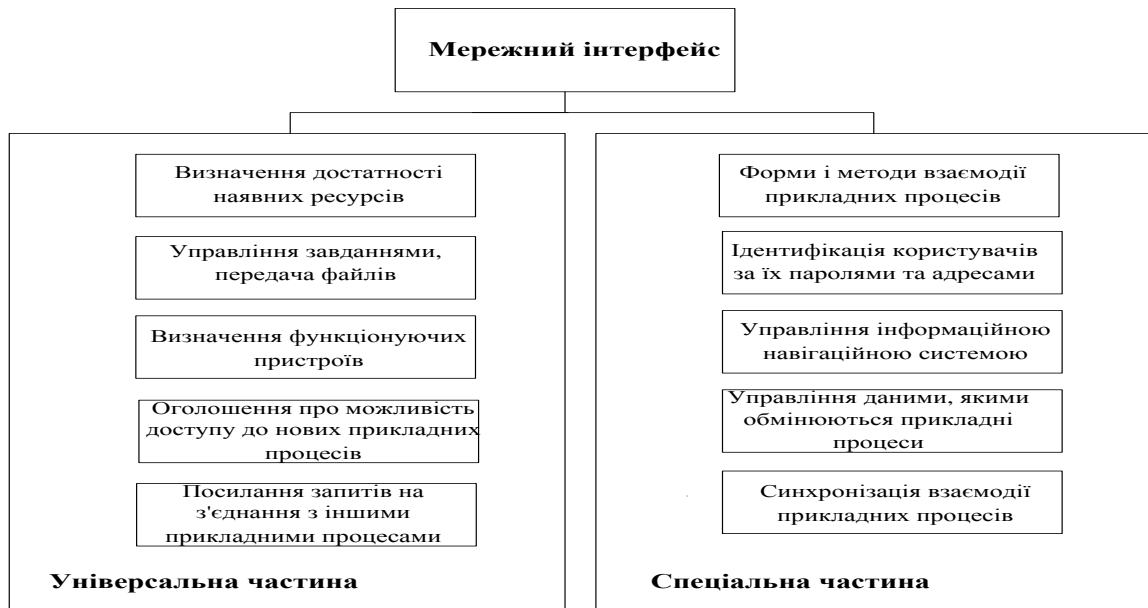 Мережний інтерфейс
Визначення достатності
наявних ресурсів
Управління завданнями,
передача файлів
Визначення функціонуючих
пристроїв
Оголошення про можливість
доступу до нових прикладних
процесів
Посилання запитів на
з'єднання з іншими
прикладними процесами
Універсальна частина
Форми і методи взаємодії
прикладних процесів
Ідентифікація користувачів
за їх паролями та адресами
Управління інформаційною
навігаційною системою
Управління даними, якими
обмінюються прикладні
процеси
Синхронізація взаємодії
прикладних процесів
Спеціальна частина